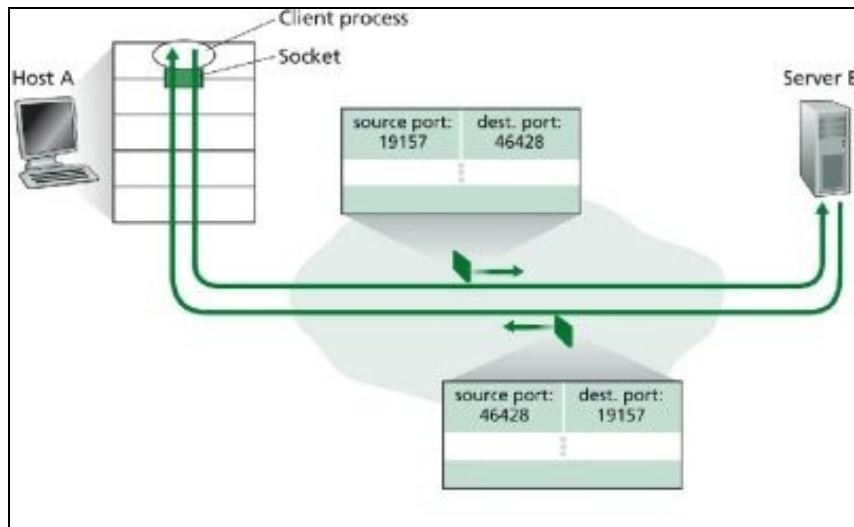 Client process
Socket
Host A
Server B
source port: dest. port:
19157 46428
source port: dest. port:
46428 19157